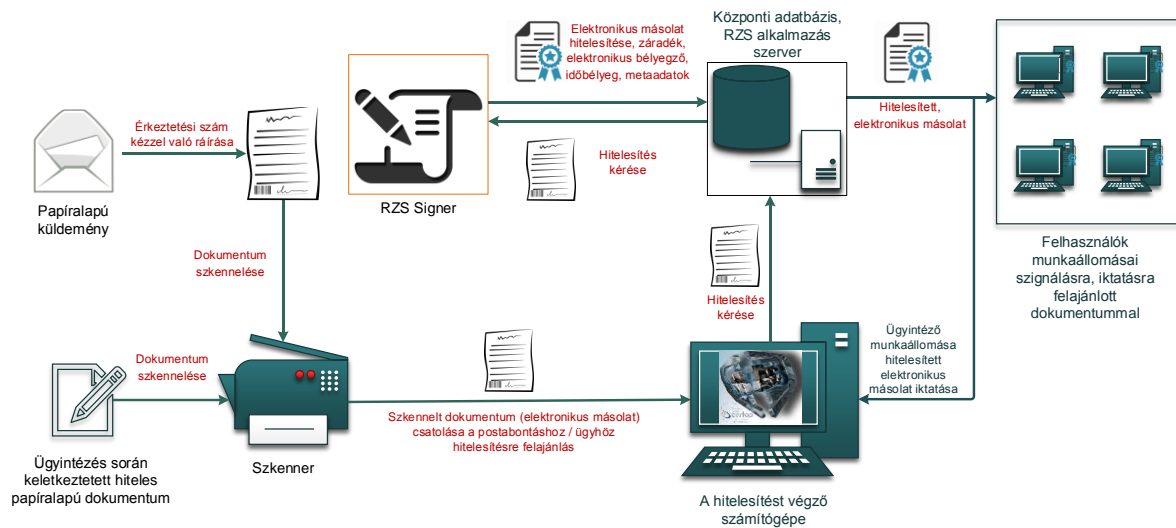 Elektronikus másolat
hitelesítése, záradék,
elektronikus bélyegző,
időbélyeg, metaadatok
Központi adatbázis,
RZS alkalmazás
szerver
Hitelesített,
elektronikus másolat
Érkeztetési szám
kézzel való ráírása
Hitelesítés
kérése
Papíralapú
küldemény
RZS Signer
Felhasználók
munkaállomásai
szignálásra, iktatásra
felajánlott
dokumentummal
Dokumentum
szkennelése
Hitelesítés
kérése
Ügyintéző
munkaállomása
hitelesített
elektronikus
másolat iktatása
Dokumentum
szkennelése
Szkennelt dokumentum (elektronikus másolat)
csatolása a postabontáshoz / ügyhöz
hitelesítésre felajánlás
Szkenner
Ügyintézés során
keletkeztetett hiteles
papíralapú dokumentum
A hitelesítést végző
számítógépe